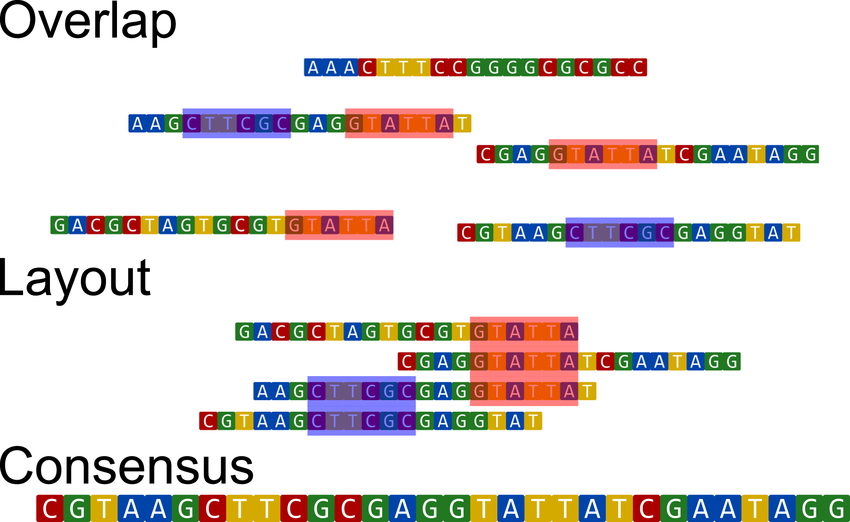 Overlap
AAACTTTCCGGGGCGCGCC
AAGCTTCGCGAGGTATTAT
CGAGGTATTATCGAATAGG
GACGCTAGTGCGTGTATTA
CGTAAGCTTCGCGAGGTAT
Layout
GACGCTAGTGCGTGTATTA
CGAGGTATTATCGAATAGG
AAGCTTCGCGAGGTATTAT
CGTAAGCTTCGCGAGGTAT
Consensus
CGTAAGCTTCGCGAGGTATTATCGAATAGG